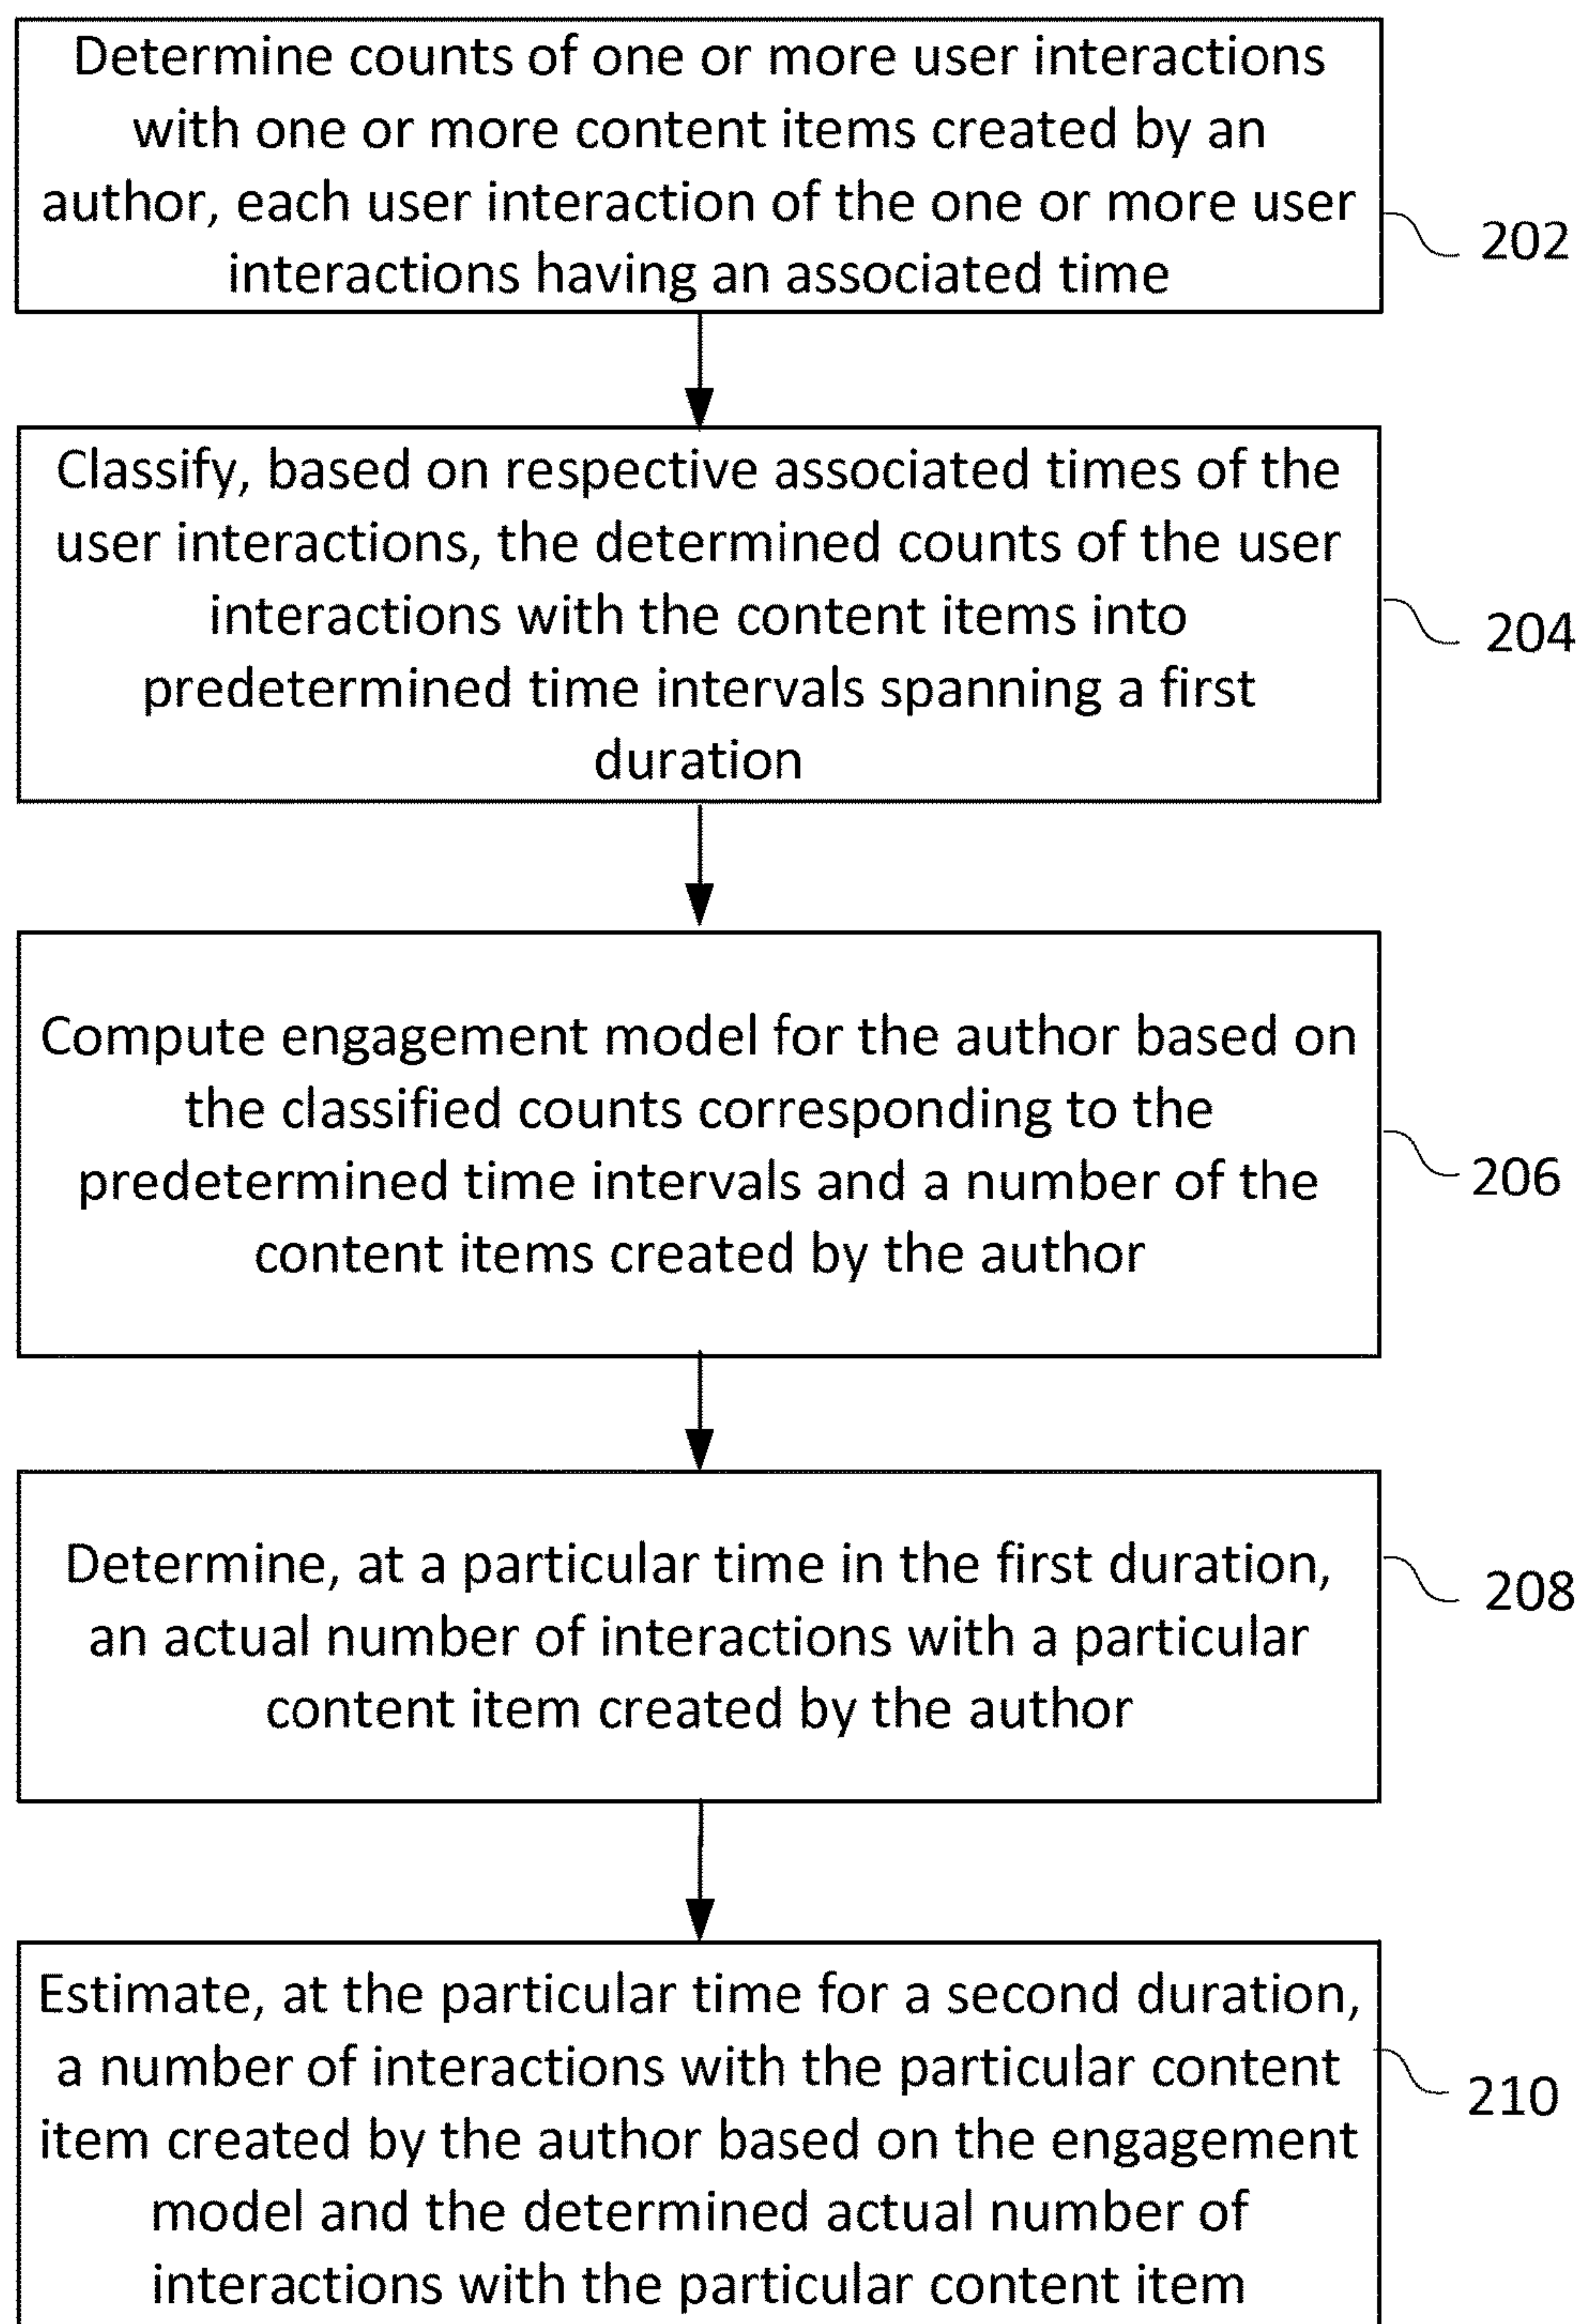 Determine counts of one or more user interactions
with one or more content items created by an
author, each user interaction of the one or more user
interactions having an associated time
202
Classify, based on respective associated times of the
user interactions, the determined counts of the user
interactions with the content items into
predetermined time intervals spanning a first
duration
204
Compute engagement model for the author based on
the classified counts corresponding to the
predetermined time intervals and a number of the
content items created by the author
206
Determine, at a particular time in the first duration,
an actual number of interactions with a particular
content item created by the author
208
Estimate, at the particular time for a second duration,
a number of interactions with the particular content
item created by the author based on the engagement
model and the determined actual number of
interactions with the particular content item
210